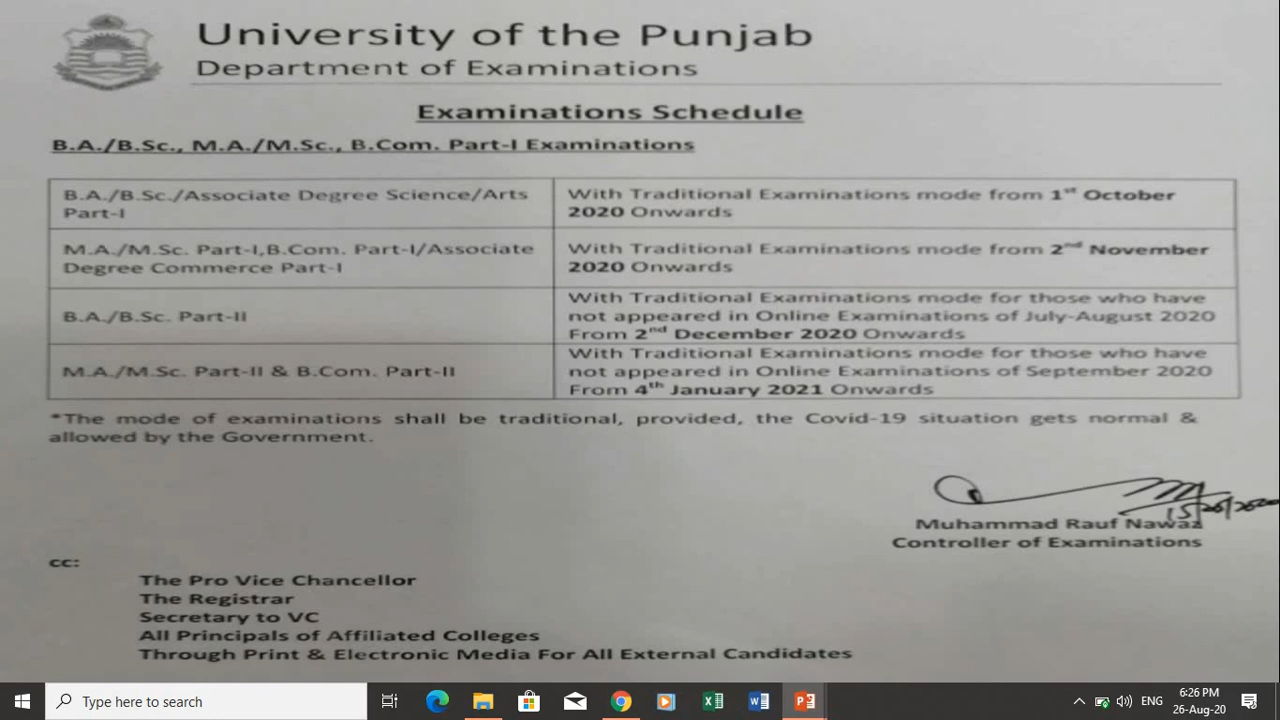 University of the Punjab
Department of Examinations
Examinations Schedule
B.A./B.Sc., M.A./M.Sc., B.Com. Part-I Examinations
B.A./B.Sc./Associate Degree Science/Arts
Part-I
With Traditional Examinations mode from 1st October
2020 Onwards
M.A./M.Sc. Part-I,B.Com. Part-I/Associate
Degree Commerce Part-I
With Traditional Examinations mode from 2nd November
2020 Onwards
B.A./B.Sc. Part-II
With Traditional Examinations mode for those who have
not appeared in Online Examinations of July-August 2020
From 2nd December 2020 Onwards
M.A./M.Sc. Part-II & B.Com. Part-II
With Traditional Examinations mode for those who have
not appeared in Online Examinations of September 2020
From 4th January 2021 Onwards
*The mode of examinations shall be traditional, provided, the Covid-19 situation gets normal &
allowed by the Government.
Muhammad Rauf Nawaz
Controller of Examinations
cc:
The Pro Vice Chancellor
The Registrar
Secretary to VC
All Principals of Affiliated Colleges
Through Print & Electronic Media For All External Candidates
Type here to search
ENG
6:26 PM
26-Aug-20